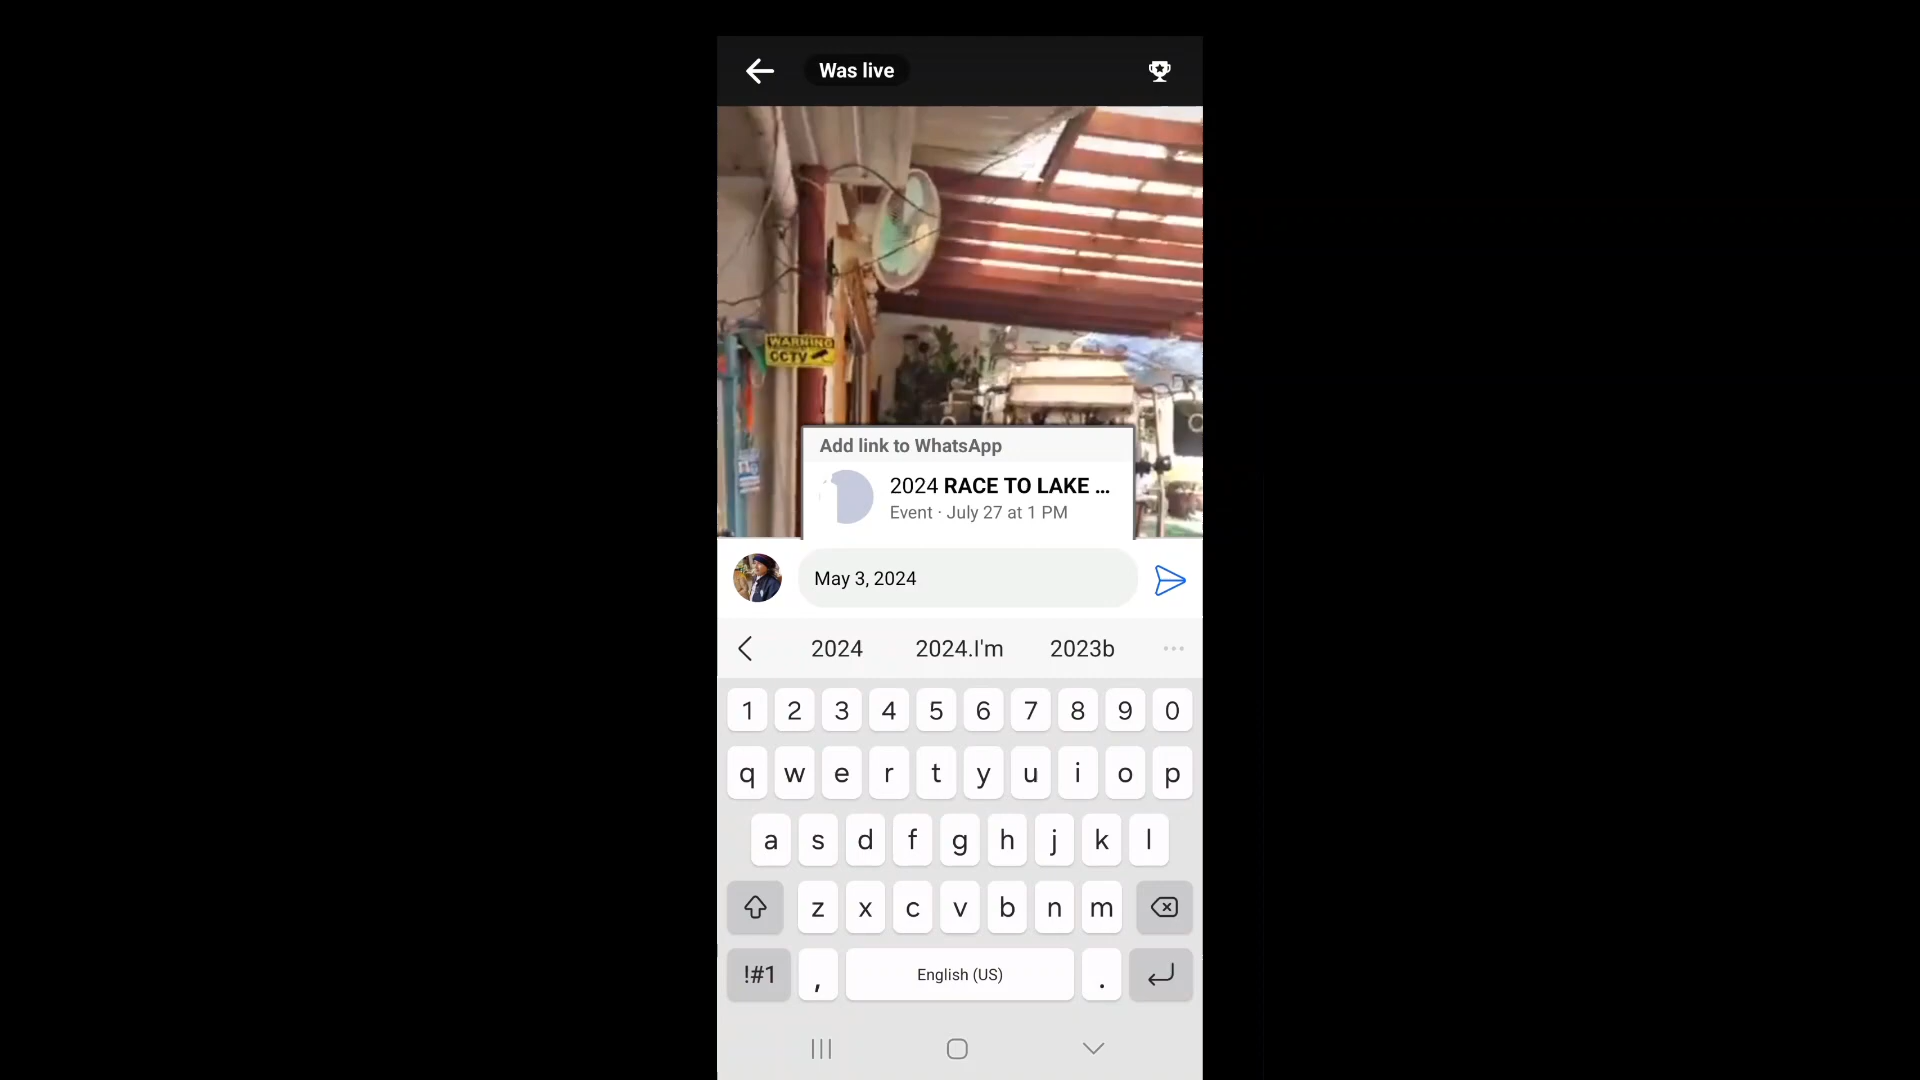 Was live
WARNING
CCTV
Add link to WhatsApp
2024 RACE TO LAKE ...
Event · July 27 at 1 PM
May 3, 2024
2024 2024.I'm 2023b
1 2 3 4 5 6 7 8 9 0
q w e r t y u i o p
a s d f g h j k l
z x c v b n m
!#1 , English (US) .